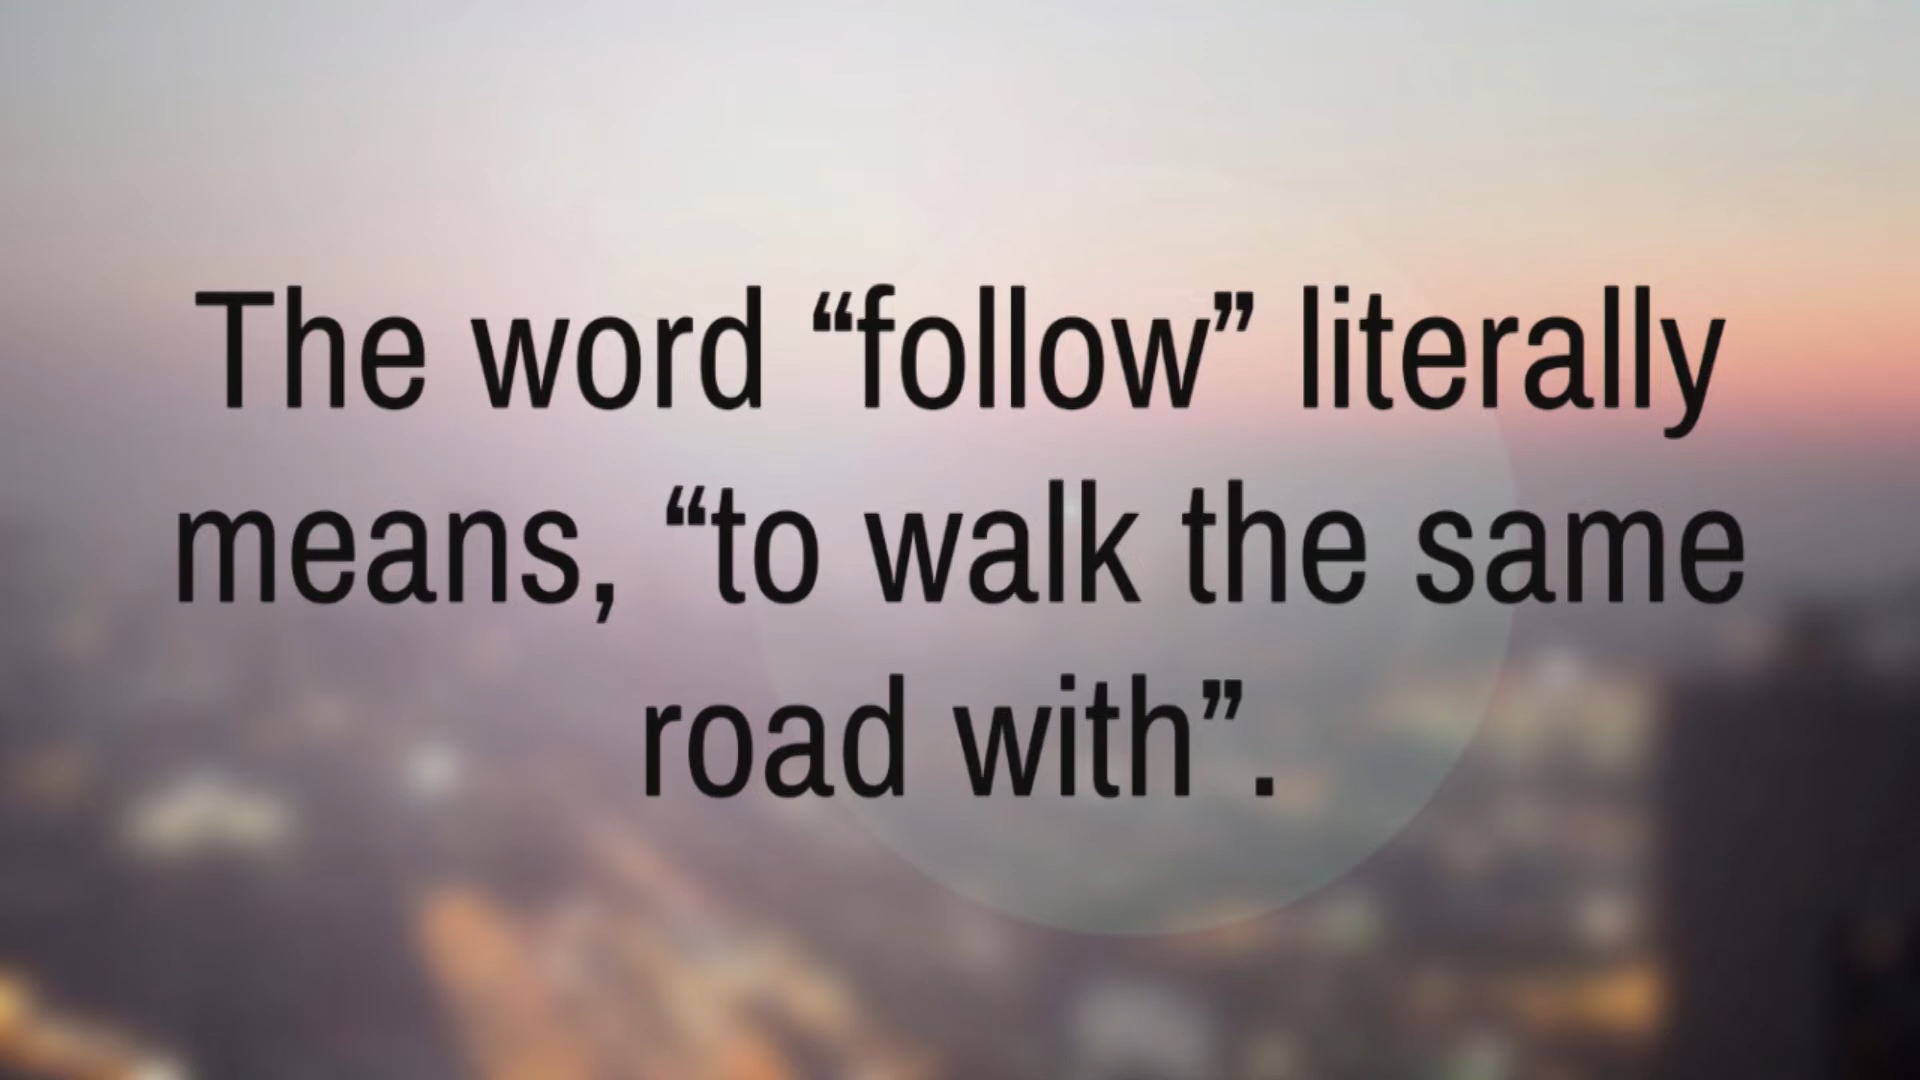 The word “follow” literally
means, “to walk the same
road with”.